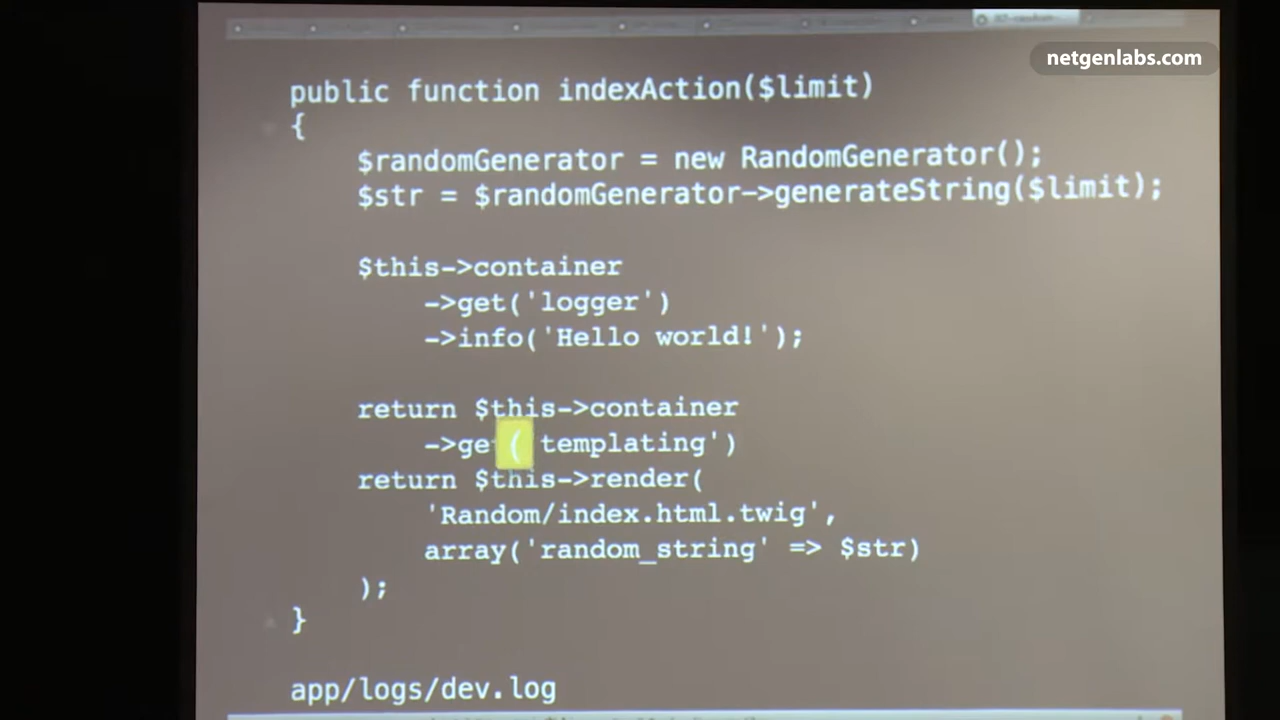 netgenlabs.com
public function indexAction($limit)
{
    $randomGenerator = new RandomGenerator();
    $str = $randomGenerator->generateString($limit);
    $this->container
        ->get('logger')
        ->info('Hello world!');
    return $this->container
        ->ge ( templating')
    return $this->render(
        'Random/index.html.twig',
        array('random_string' => $str)
    );
}
app/logs/dev.log